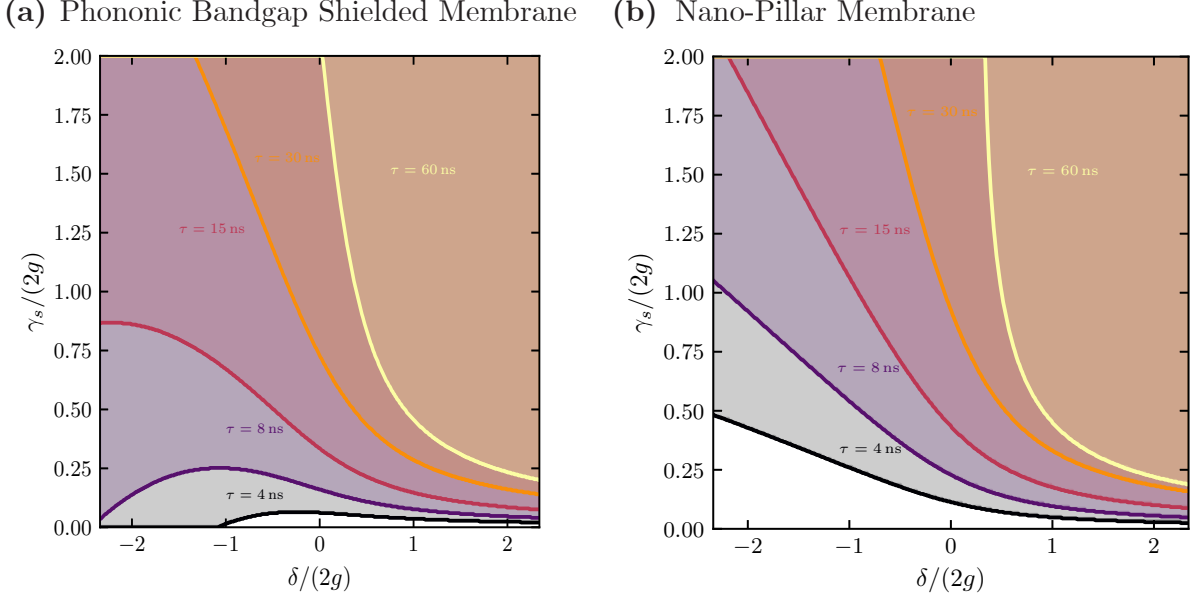 (a) Phononic Bandgap Shielded Membrane
2.00
1.75
1.50
1.25
1.00
0.75
0.50
0.25
0.00
γₛ/(2g)
τ = ns
τ = 60 ns
τ = 15 ns
τ = 8 ns
τ = 4 ns
−2
−1
0
1
2
δ/(2g)
(b) Nano-Pillar Membrane
2.00
1.75
1.50
1.25
1.00
0.75
0.50
0.25
0.00
γₛ/(2g)
τ = 30 ns
τ = 60 ns
τ = 15 ns
τ = 8 ns
τ = 4 ns
−2
−1
0
1
2
δ/(2g)